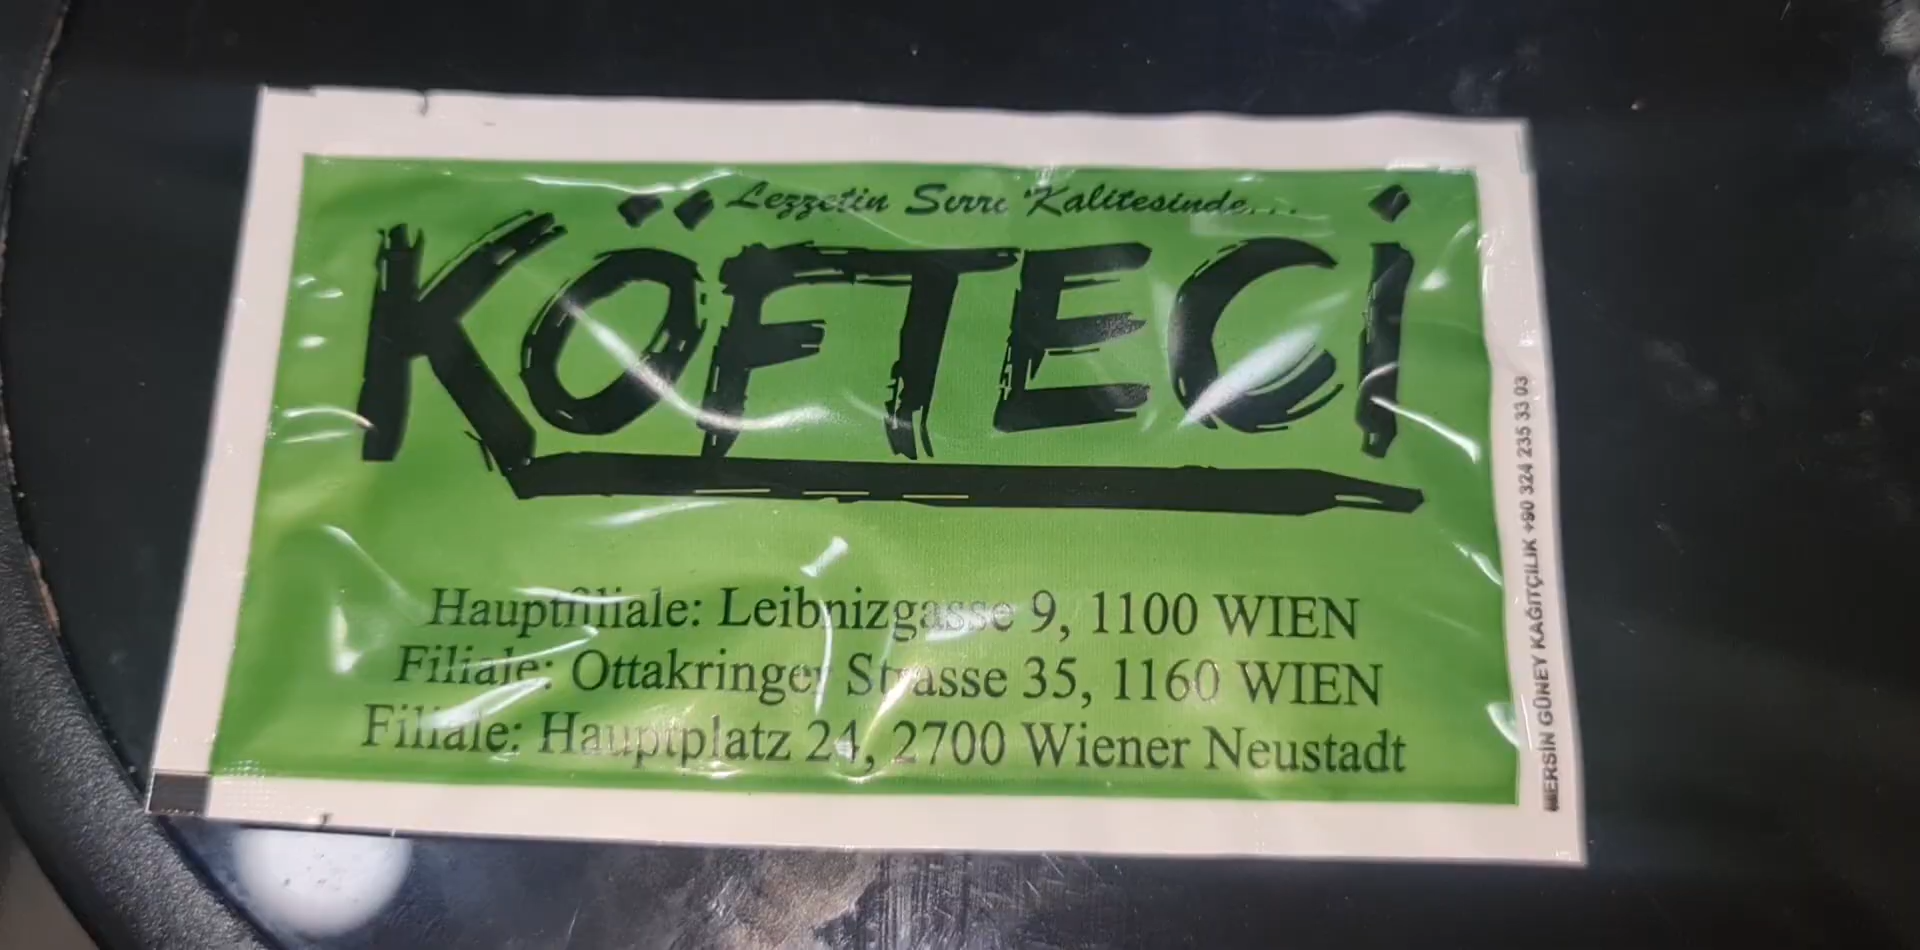 Lezzetin Sırrı Kalitesinde...
KÖFTECİ
Hauptfiliale: Leibnizgasse 9, 1100 WIEN
Filiale: Ottakringer Strasse 35, 1160 WIEN
Filiale: Hauptplatz 24, 2700 Wiener Neustadt
MERSİN GÜNEY KAĞITÇILIK +90 324 235 33 03